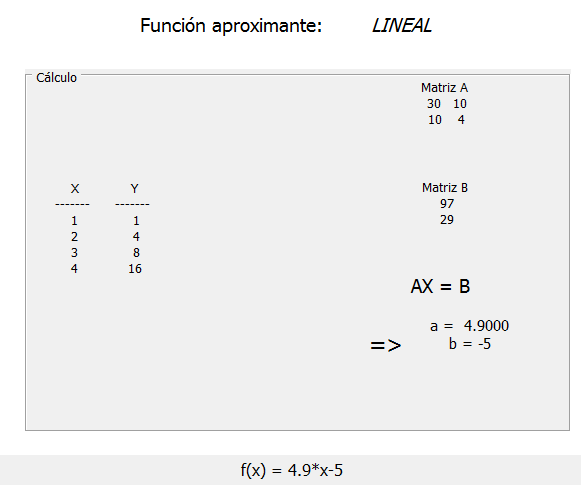 Función aproximante: LINEAL
Cálculo
Matriz A
30 10
10 4
X Y
------- -------
1 1
2 4
3 8
4 16
Matriz B
97
29
AX = B
a = 4.9000
=> b = -5
f(x) = 4.9*x-5